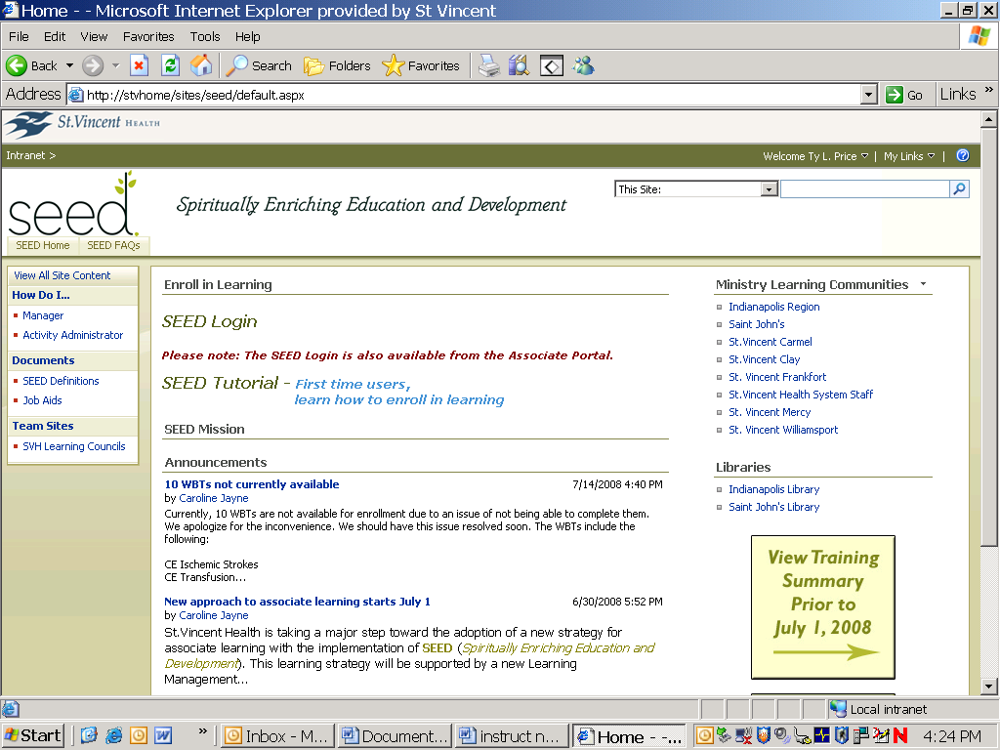 Home - - Microsoft Internet Explorer provided by St Vincent
File Edit View Favorites Tools Help
Back Search Folders Favorites
Address http://stvhome/sites/seed/default.aspx Go Links »
St.Vincent HEALTH
Intranet > Welcome Ty L. Price | My Links |
This Site:
seed. Spiritually Enriching Education and Development
SEED Home SEED FAQs
View All Site Content
How Do I...
Manager
Activity Administrator
Documents
SEED Definitions
Job Aids
Team Sites
SVH Learning Councils
Enroll in Learning
SEED Login
Please note: The SEED Login is also available from the Associate Portal.
SEED Tutorial - First time users,
learn how to enroll in learning
SEED Mission
Announcements
10 WBTs not currently available 7/14/2008 4:40 PM
by Caroline Jayne
Currently, 10 WBTs are not available for enrollment due to an issue of not being able to complete them.
We apologize for the inconvenience. We should have this issue resolved soon. The WBTs include the
following:
CE Ischemic Strokes
CE Transfusion...
New approach to associate learning starts July 1 6/30/2008 5:52 PM
by Caroline Jayne
St.Vincent Health is taking a major step toward the adoption of a new strategy for
associate learning with the implementation of SEED (Spiritually Enriching Education and
Development). This learning strategy will be supported by a new Learning
Management...
Ministry Learning Communities
Indianapolis Region
Saint John's
St.Vincent Carmel
St.Vincent Clay
St. Vincent Frankfort
St.Vincent Health System Staff
St. Vincent Mercy
St. Vincent Williamsport
Libraries
Indianapolis Library
Saint John's Library
View Training
Summary
Prior to
July 1, 2008
Local intranet
Start » Inbox - M... Document... instruct n... Home - -... 4:24 PM